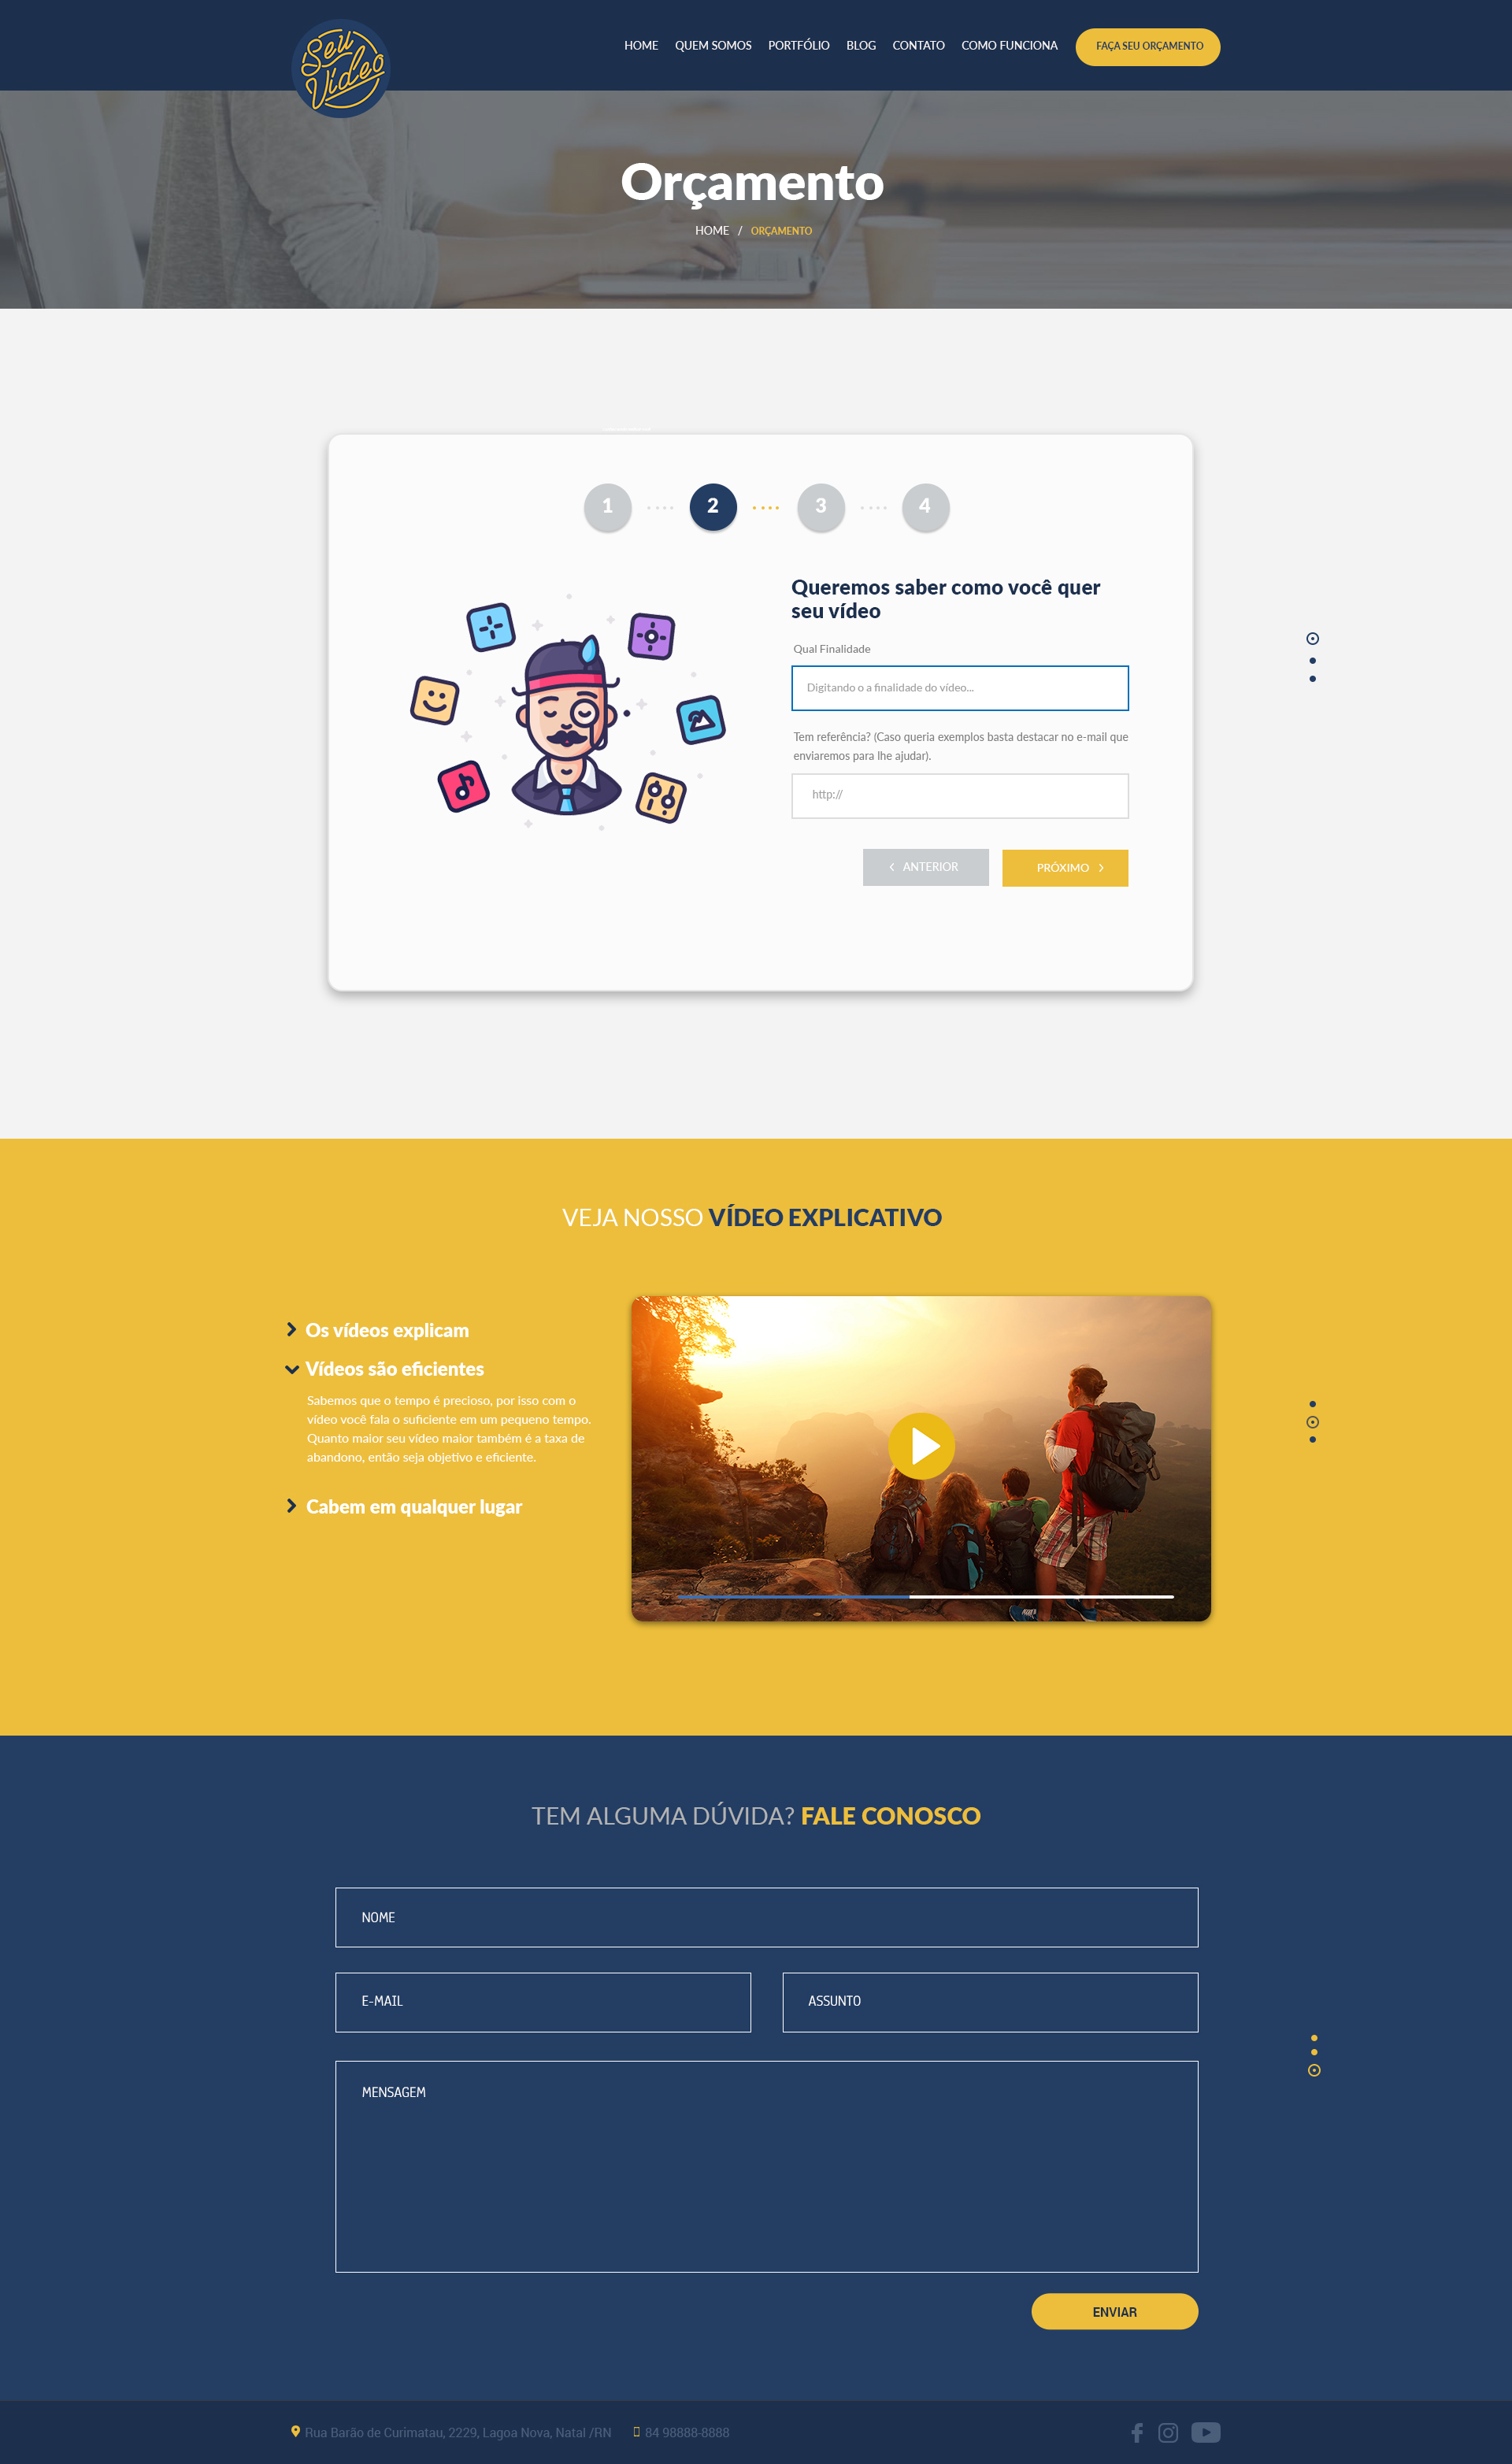 Seu
Vídeo
HOME QUEM SOMOS PORTFÓLIO BLOG CONTATO COMO FUNCIONA FAÇA SEU ORÇAMENTO
Orçamento
HOME / ORÇAMENTO
1 2 3 4
Queremos saber como você quer
seu vídeo
Qual Finalidade
Digitando o a finalidade do vídeo...
Tem referência? (Caso queria exemplos basta destacar no e-mail que
enviaremos para lhe ajudar).
http://
ANTERIOR PRÓXIMO
VEJA NOSSO VÍDEO EXPLICATIVO
Os vídeos explicam
Vídeos são eficientes
Sabemos que o tempo é precioso, por isso com o
vídeo você fala o suficiente em um pequeno tempo.
Quanto maior seu vídeo maior também é a taxa de
abandono, então seja objetivo e eficiente.
Cabem em qualquer lugar
TEM ALGUMA DÚVIDA? FALE CONOSCO
NOME
E-MAIL
ASSUNTO
MENSAGEM
ENVIAR
Rua Barão de Curimatau, 2229, Lagoa Nova, Natal /RN 84 98888-8888